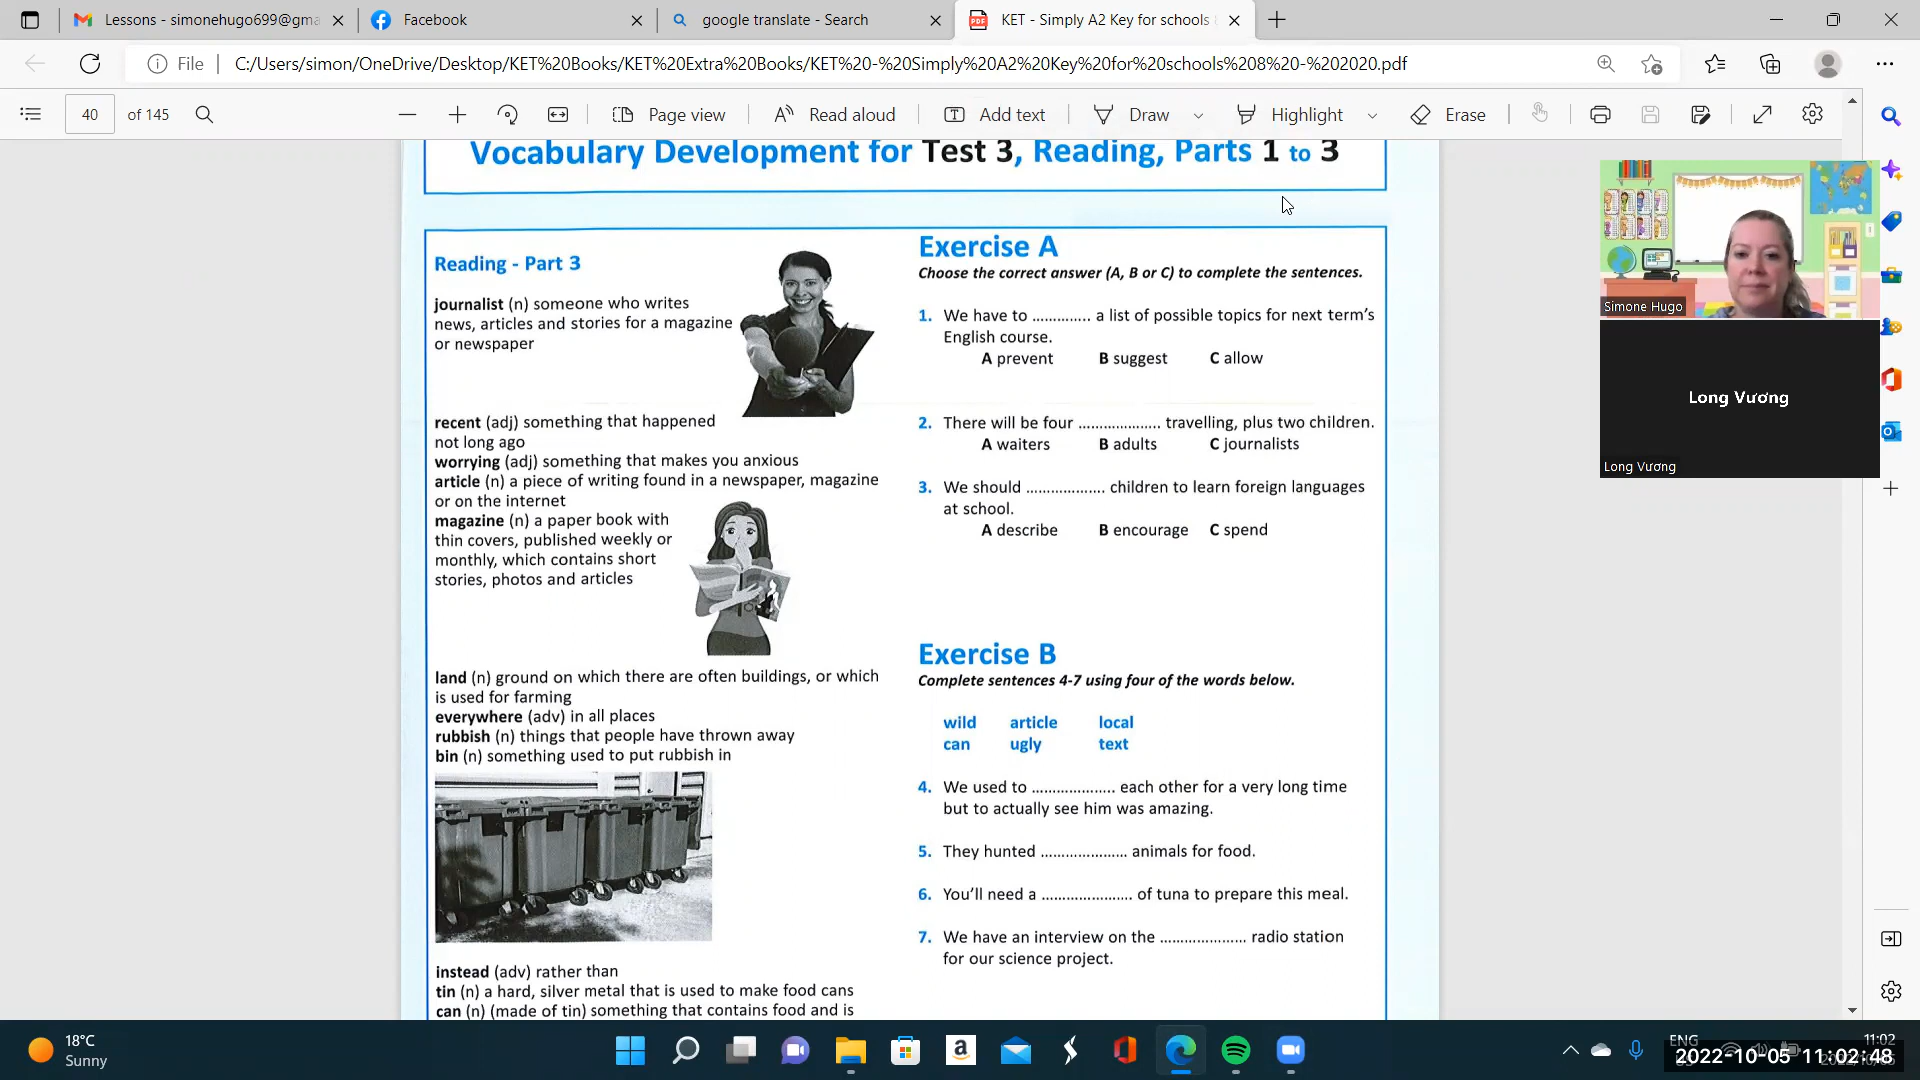 Lessons - simonehugo699@gma
Facebook
google translate - Search
KET - Simply A2 Key for schools
File
C:/Users/simon/OneDrive/Desktop/KET%20Books/KET%20Extra%20Books/KET%20-%20Simply%20A2%20Key%20for%20schools%208%20-%202020.pdf
40 of 145
Page view
Read aloud
Add text
Draw
Highlight
Erase
Vocabulary Development for Test 3, Reading, Parts 1 to 3
Reading - Part 3
journalist (n) someone who writes
news, articles and stories for a magazine
or newspaper
recent (adj) something that happened
not long ago
worrying (adj) something that makes you anxious
article (n) a piece of writing found in a newspaper, magazine
or on the internet
magazine (n) a paper book with
thin covers, published weekly or
monthly, which contains short
stories, photos and articles
land (n) ground on which there are often buildings, or which
is used for farming
everywhere (adv) in all places
rubbish (n) things that people have thrown away
bin (n) something used to put rubbish in
instead (adv) rather than
tin (n) a hard, silver metal that is used to make food cans
can (n) (made of tin) something that contains food and is
Exercise A
Choose the correct answer (A, B or C) to complete the sentences.
1. We have to .............. a list of possible topics for next term's
English course.
A prevent B suggest C allow
2. There will be four ................... travelling, plus two children.
A waiters B adults C journalists
3. We should ................... children to learn foreign languages
at school.
A describe B encourage C spend
Exercise B
Complete sentences 4-7 using four of the words below.
wild article local
can ugly text
4. We used to .................... each other for a very long time
but to actually see him was amazing.
5. They hunted .................... animals for food.
6. You'll need a ..................... of tuna to prepare this meal.
7. We have an interview on the .................... radio station
for our science project.
Simone Hugo
Long Vương
Long Vương
18°C
Sunny
ENG
11:02
2022-10-05 11:02:48